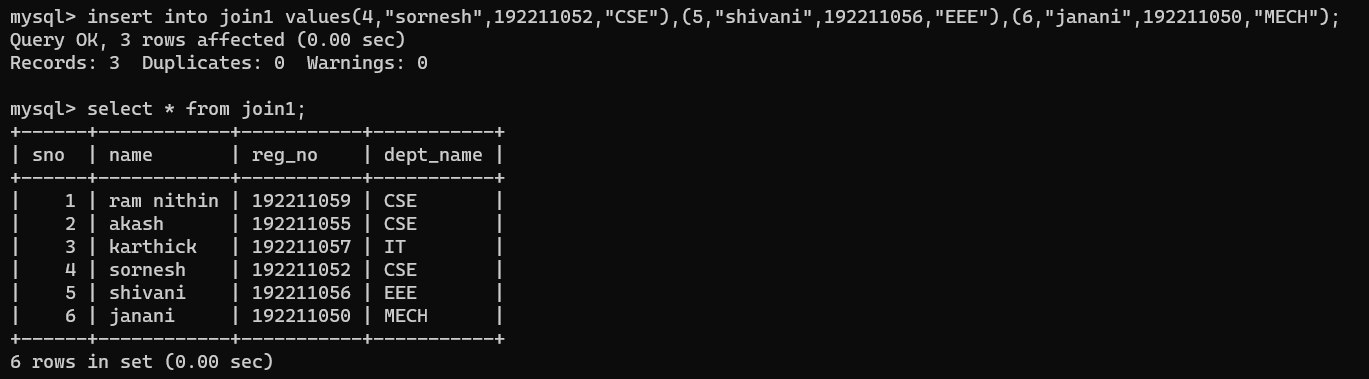 mysql> insert into join1 values(4,"sornesh",192211052,"CSE"),(5,"shivani",192211056,"EEE"),(6,"janani",192211050,"MECH");
Query OK, 3 rows affected (0.00 sec)
Records: 3  Duplicates: 0  Warnings: 0

mysql> select * from join1;
+------+------------+-----------+-----------+
| sno  | name       | reg_no    | dept_name |
+------+------------+-----------+-----------+
|    1 | ram nithin | 192211059 | CSE       |
|    2 | akash      | 192211055 | CSE       |
|    3 | karthick   | 192211057 | IT        |
|    4 | sornesh    | 192211052 | CSE       |
|    5 | shivani    | 192211056 | EEE       |
|    6 | janani     | 192211050 | MECH      |
+------+------------+-----------+-----------+
6 rows in set (0.00 sec)